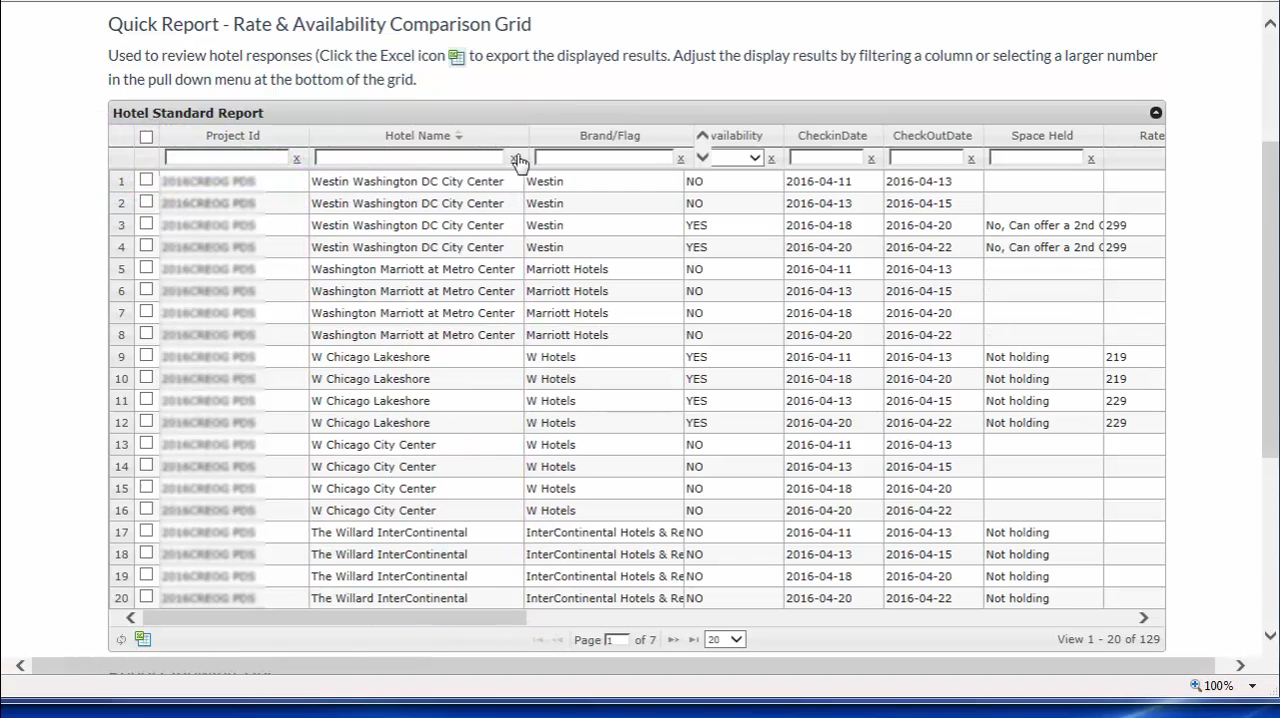 Quick Report - Rate & Availability Comparison Grid
Used to review hotel responses (Click the Excel icon to export the displayed results. Adjust the display results by filtering a column or selecting a larger number
in the pull down menu at the bottom of the grid.
Hotel Standard Report
Project Id Hotel Name Brand/Flag vailability CheckinDate CheckOutDate Space Held Rate
x x x x x x x
1 Westin Washington DC City Center Westin NO 2016-04-11 2016-04-13
2 Westin Washington DC City Center Westin NO 2016-04-13 2016-04-15
3 Westin Washington DC City Center Westin YES 2016-04-18 2016-04-20 No, Can offer a 2nd 299
4 Westin Washington DC City Center Westin YES 2016-04-20 2016-04-22 No, Can offer a 2nd 299
5 Washington Marriott at Metro Center Marriott Hotels NO 2016-04-11 2016-04-13
6 Washington Marriott at Metro Center Marriott Hotels NO 2016-04-13 2016-04-15
7 Washington Marriott at Metro Center Marriott Hotels NO 2016-04-18 2016-04-20
8 Washington Marriott at Metro Center Marriott Hotels NO 2016-04-20 2016-04-22
9 W Chicago Lakeshore W Hotels YES 2016-04-11 2016-04-13 Not holding 219
10 W Chicago Lakeshore W Hotels YES 2016-04-18 2016-04-20 Not holding 219
11 W Chicago Lakeshore W Hotels YES 2016-04-18 2016-04-20 Not holding 229
12 W Chicago Lakeshore W Hotels YES 2016-04-20 2016-04-22 Not holding 229
13 W Chicago City Center W Hotels NO 2016-04-11 2016-04-13
14 W Chicago City Center W Hotels NO 2016-04-13 2016-04-15
15 W Chicago City Center W Hotels NO 2016-04-18 2016-04-20
16 W Chicago City Center W Hotels NO 2016-04-20 2016-04-22
17 The Willard InterContinental InterContinental Hotels & Re NO 2016-04-11 2016-04-13 Not holding
18 The Willard InterContinental InterContinental Hotels & Re NO 2016-04-13 2016-04-15 Not holding
19 The Willard InterContinental InterContinental Hotels & Re NO 2016-04-18 2016-04-20 Not holding
20 The Willard InterContinental InterContinental Hotels & Re NO 2016-04-20 2016-04-22 Not holding
Page 1 of 7 20 View 1 - 20 of 129
100%